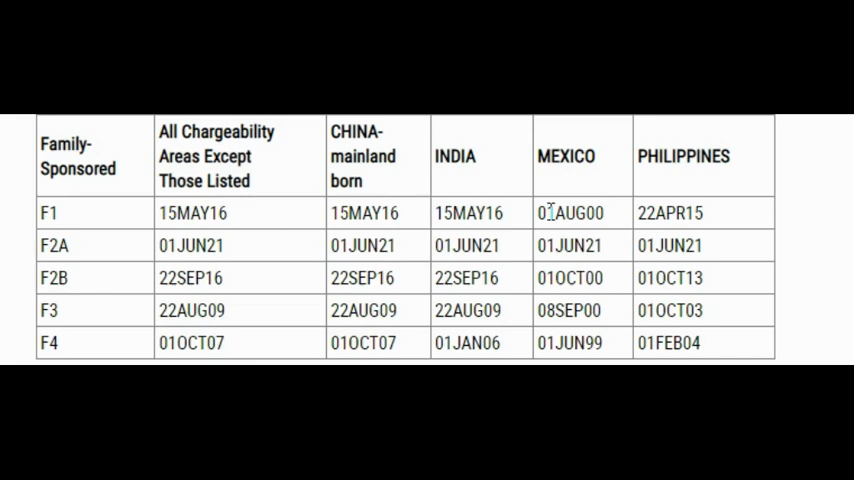 Family-Sponsored | All Chargeability Areas Except Those Listed | CHINA-mainland born | INDIA | MEXICO | PHILIPPINES
F1 | 15MAY16 | 15MAY16 | 15MAY16 | 01AUG00 | 22APR15
F2A | 01JUN21 | 01JUN21 | 01JUN21 | 01JUN21 | 01JUN21
F2B | 22SEP16 | 22SEP16 | 22SEP16 | 01OCT00 | 01OCT13
F3 | 22AUG09 | 22AUG09 | 22AUG09 | 08SEP00 | 01OCT03
F4 | 01OCT07 | 01OCT07 | 01JAN06 | 01JUN99 | 01FEB04